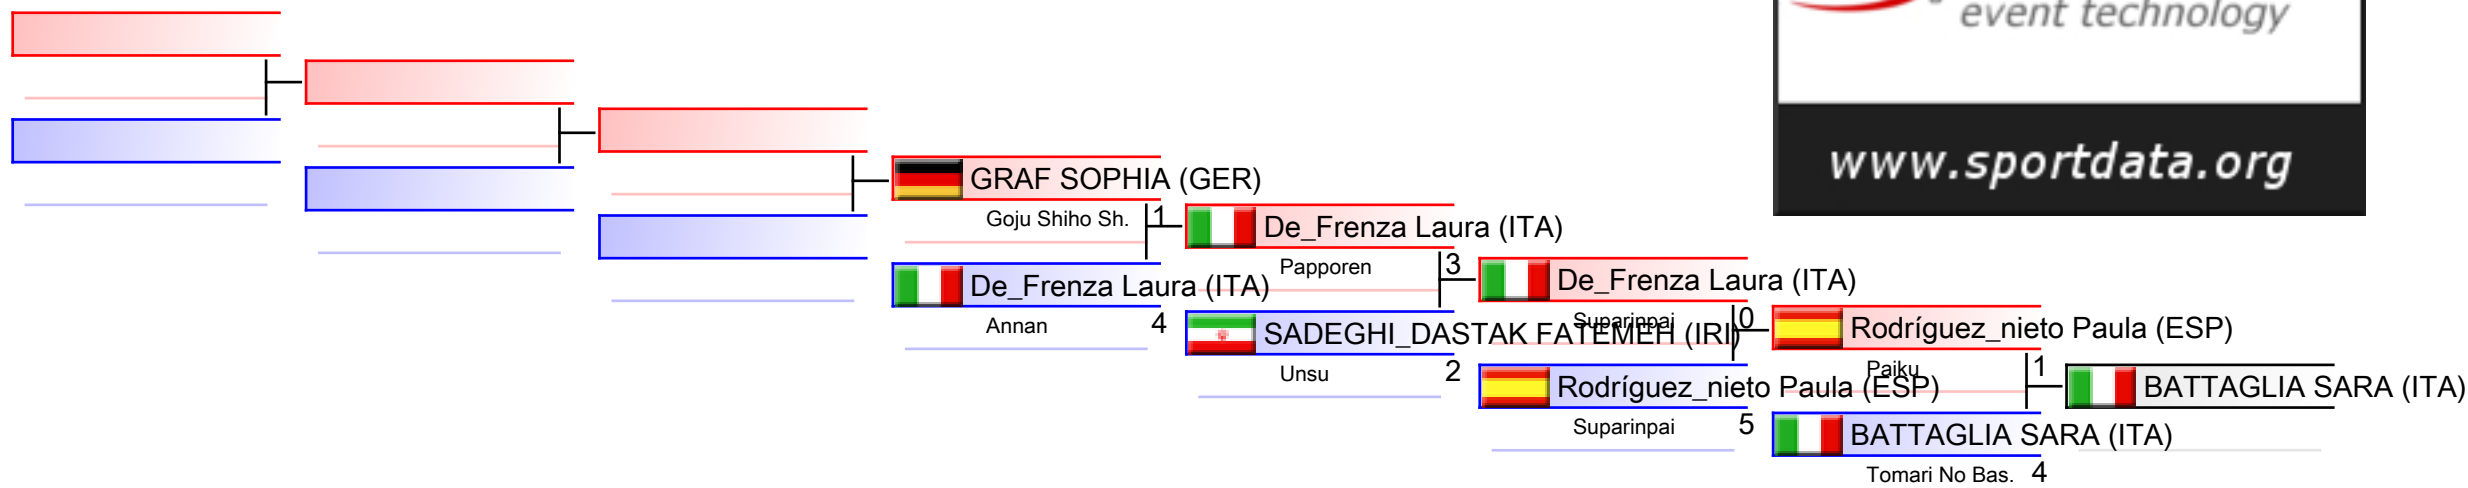 event technology
www.sportdata.org
GRAF SOPHIA (GER)
Goju Shiho Sh.
1
De_Frenza Laura (ITA)
Annan
4
De_Frenza Laura (ITA)
Papporen
3
SADEGHI_DASTAK FATEMEH (IRI)
Unsu
2
De_Frenza Laura (ITA)
Suparinpai
0
Rodríguez_nieto Paula (ESP)
Suparinpai
5
Rodríguez_nieto Paula (ESP)
Paiku
1
BATTAGLIA SARA (ITA)
Tomari No Bas.
4
BATTAGLIA SARA (ITA)